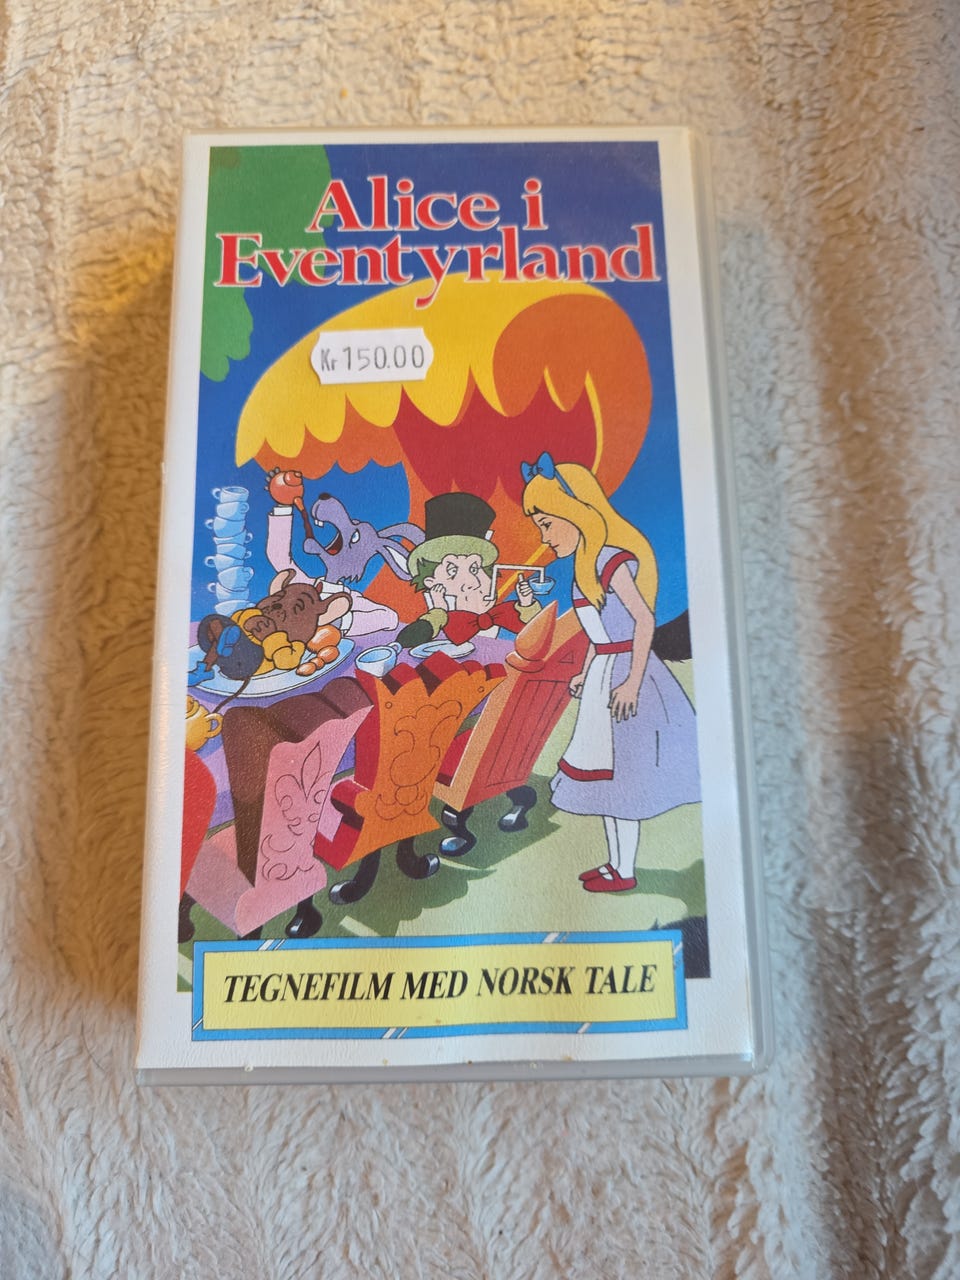 Alice i
Eventyrland
Kr 150.00
TEGNEFILM MED NORSK TALE